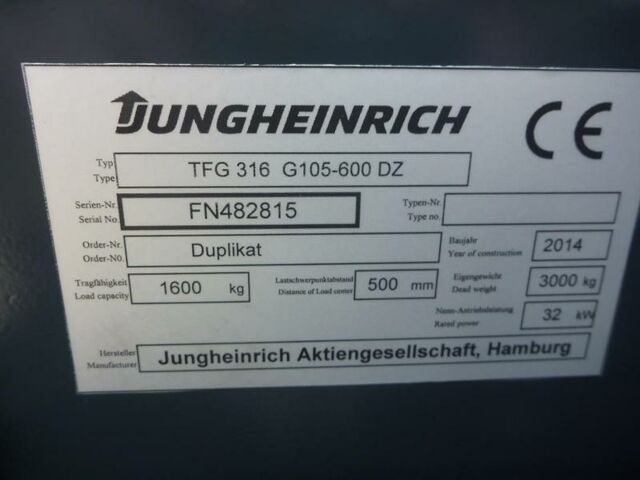 JUNGHEINRICH
CE
Typ
Type
TFG 316 G105-600 DZ
Serien-Nr.
Serial No.
FN482815
Typen-Nr.
Type no.
Order-Nr.
Order-N0.
Duplikat
Baujahr
Year of construction
2014
Tragfähigkeit
Load capacity
1600 kg
Lastschwerpunktabstand
Distance of Load center
500 mm
Eigengewicht
Dead weight
3000 kg
Nenn-Antriebsleistung
Rated power
32 kW
Hersteller
Manufacturer
Jungheinrich Aktiengesellschaft, Hamburg